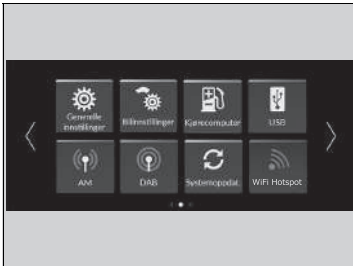 Generelle
innstillinger
Bilinnstillinger
Kjørecomputer
USB
AM
DAB
Systemoppdat.
WiFi Hotspot